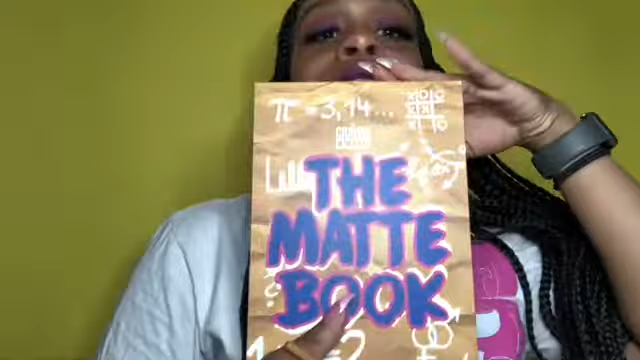 π = 3,14...
THE
MATTE
BOOK